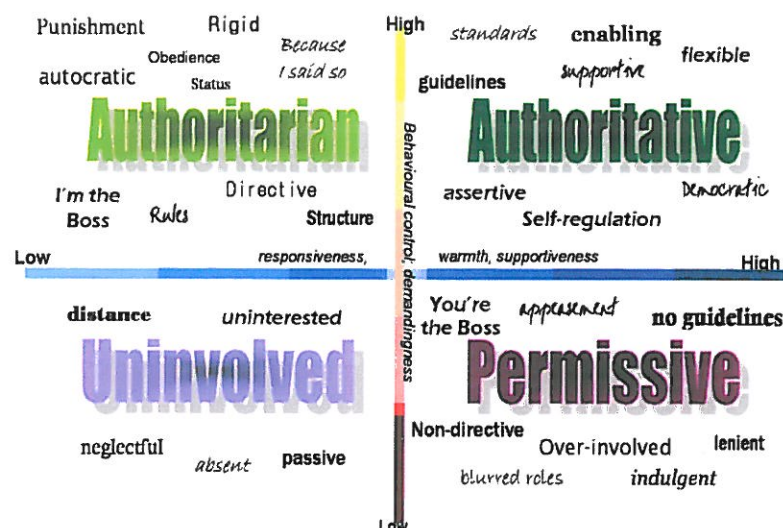 Punishment
Rigid
Because
I said so
Obedience
autocratic
Status
Authoritarian
I'm the
Boss
Rules
Directive
Structure
High
standards
enabling
flexible
guidelines
supportive
Authoritative
assertive
Democratic
Self-regulation
Behavioural control, demandingness
Low
responsiveness,
warmth, supportiveness
High
distance
uninterested
Uninvolved
neglectful
absent
passive
You're
the Boss
appeasement
no guidelines
Permissive
Non-directive
Over-involved
lenient
blurred roles
indulgent
Low